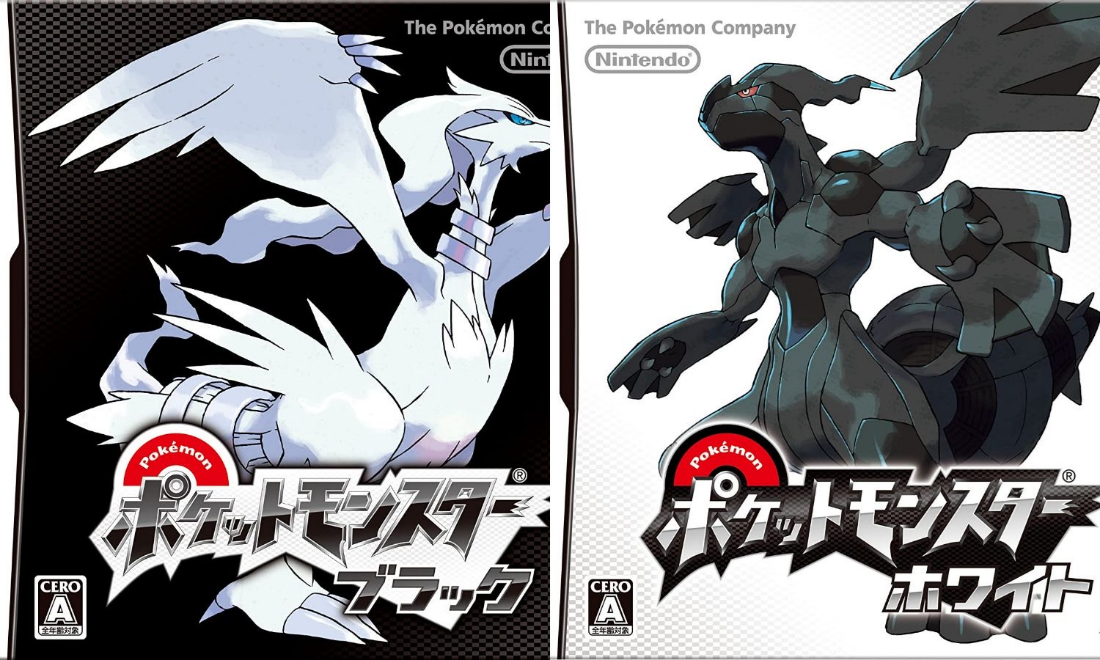 The Pokémon Co
Nint
Pokémon
ポケットモンスター®
ブラック
CERO
A
全年齢対象
The Pokémon Company
Nintendo®
Pokémon
ポケットモンスター®
ホワイト
CERO
A
全年齢対象